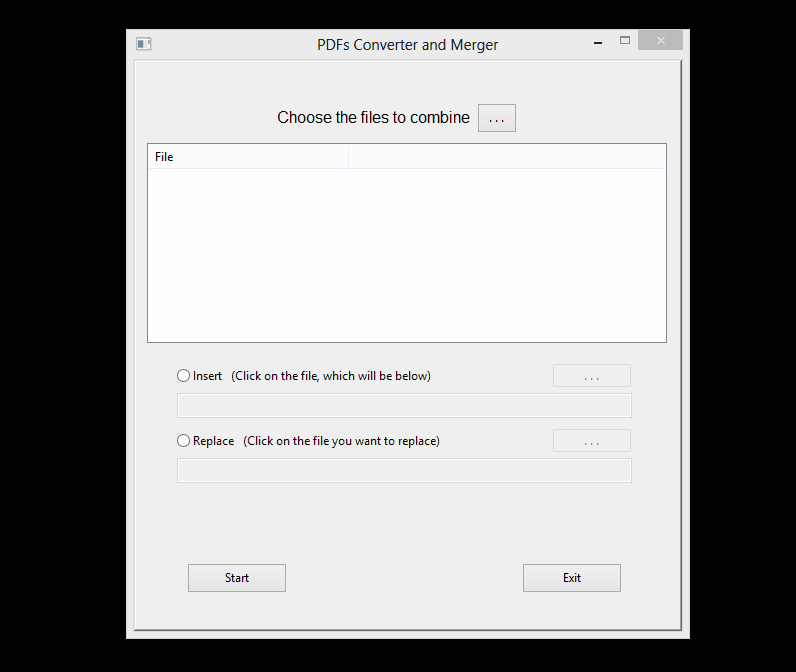 PDFs Converter and Merger
Choose the files to combine ...
File
Insert (Click on the file, which will be below) ...
Replace (Click on the file you want to replace) ...
Start Exit